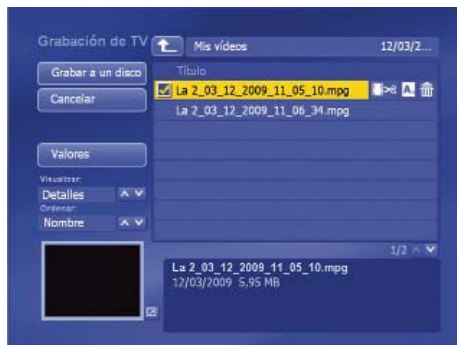 Grabación de TV
Mis vídeos 12/03/2...
Grabar a un disco
Cancelar
Valores
Visualizar:
Detalles
Ordenar:
Nombre
Título
La 2_03_12_2009_11_05_10.mpg
La 2_03_12_2009_11_06_34.mpg
1/2
La 2_03_12_2009_11_05_10.mpg
12/03/2009 5,95 MB